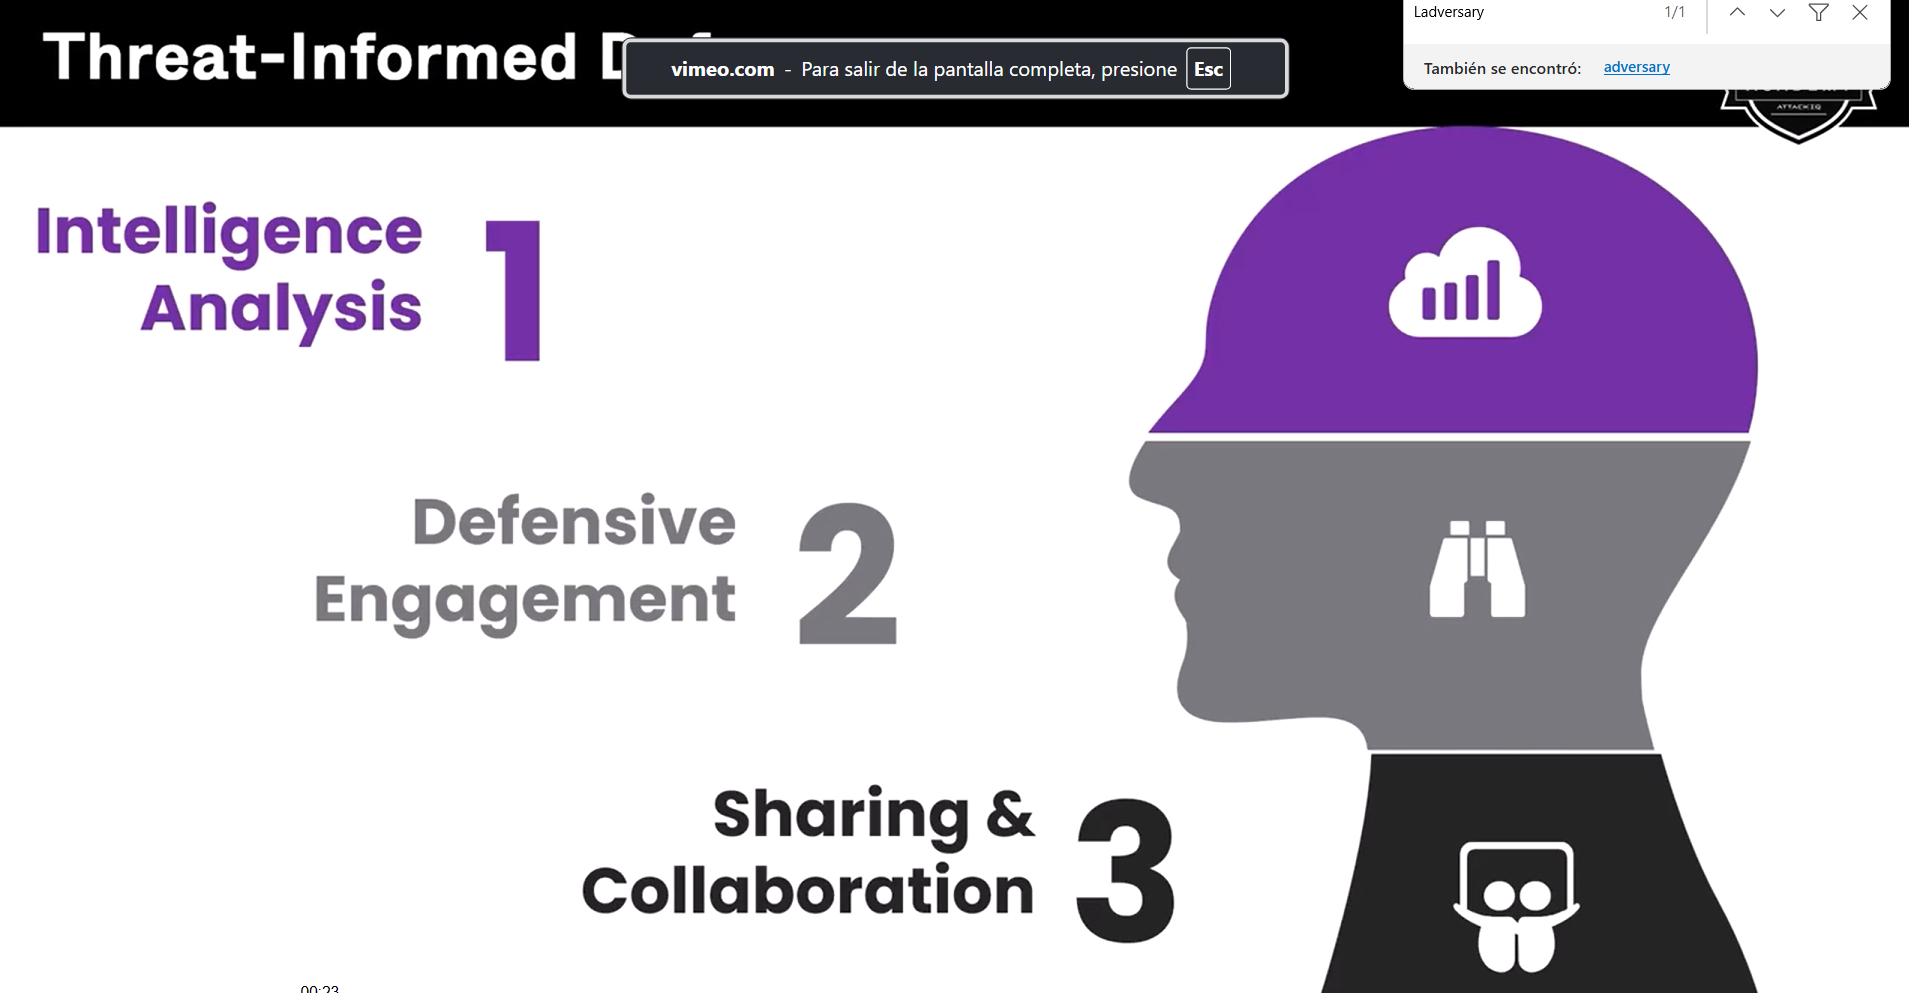 Threat-Informed
vimeo.com - Para salir de la pantalla completa, presione Esc
Ladversary 1/1
También se encontró: adversary
ATTACKIQ
Intelligence
Analysis
1
Defensive
Engagement
2
Sharing &
Collaboration
3
00:23